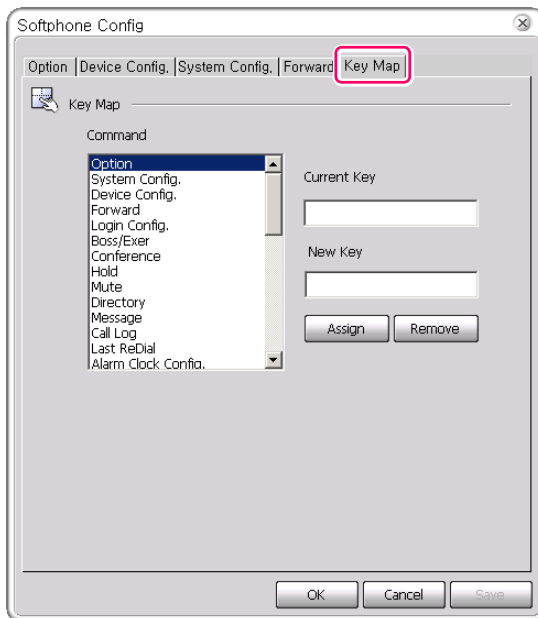 Softphone Config
Option Device Config. System Config. Forward Key Map
Key Map
Command
Option
System Config.
Device Config.
Forward
Login Config.
Boss/Exer
Conference
Hold
Mute
Directory
Message
Call Log
Last ReDial
Alarm Clock Config.
Current Key
New Key
Assign Remove
OK Cancel Save